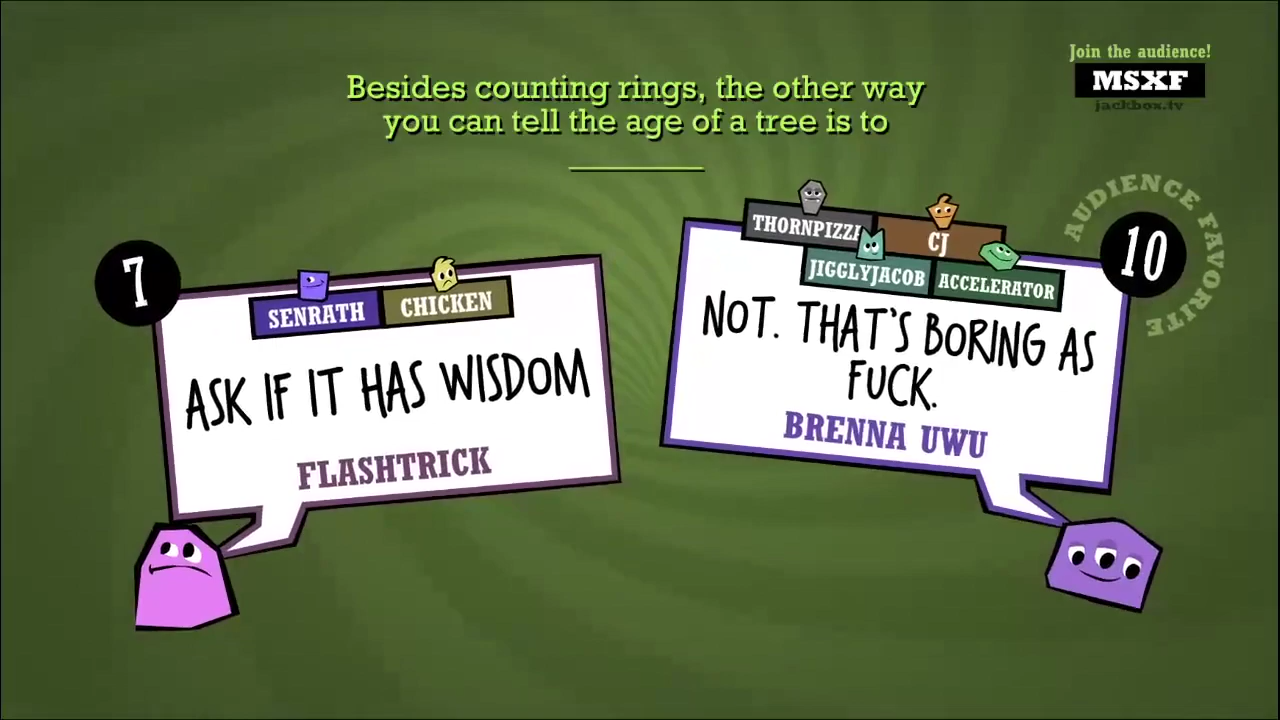 Join the audience!
MSXF
jackbox.tv
Besides counting rings, the other way
you can tell the age of a tree is to
AUDIENCE FAVORITE
7
SENRATH CHICKEN
ASK IF IT HAS WISDOM
FLASHTRICK
10
THORNPIZZA CJ
JIGGLYJACOB ACCELERATOR
NOT. THAT'S BORING AS
FUCK.
BRENNA UWU